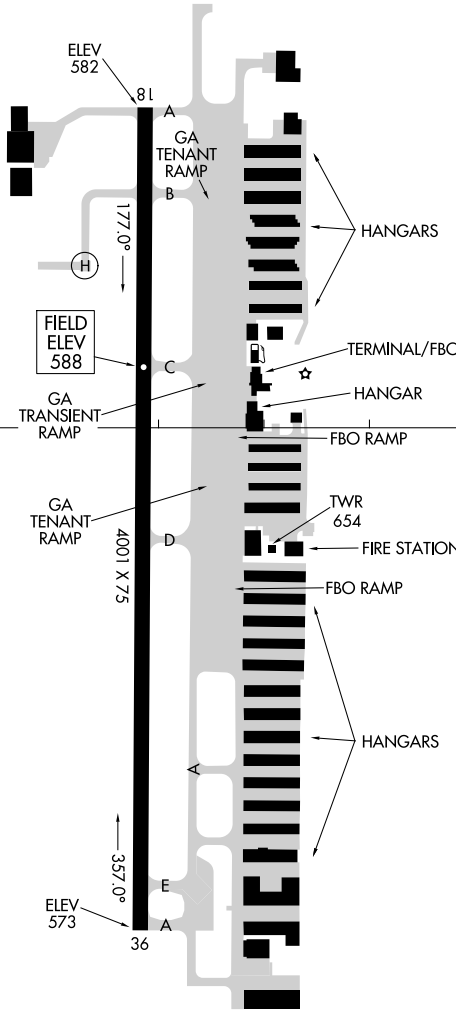 ELEV
582
18
A
GA
TENANT
RAMP
B
177.0°
HANGARS
H
FIELD
ELEV
588
C
TERMINAL/FBO
GA
TRANSIENT
RAMP
HANGAR
FBO RAMP
GA
TENANT
RAMP
TWR
654
4001 X 75
D
FIRE STATION
FBO RAMP
HANGARS
A
357.0°
E
ELEV
573
A
36